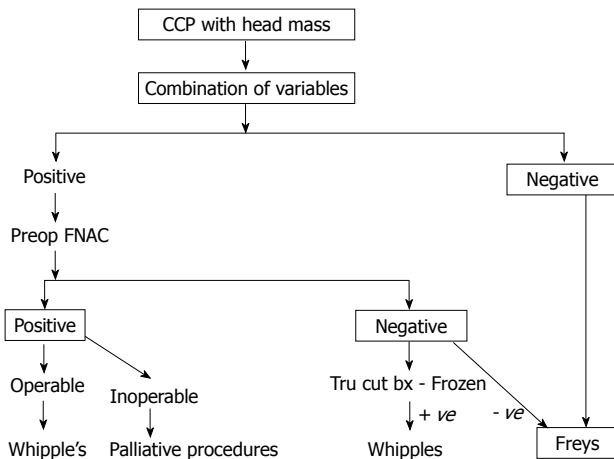 CCP with head mass
Combination of variables
Positive
Negative
Preop FNAC
Positive
Negative
Operable
Inoperable
Tru cut bx - Frozen
+ ve
- ve
Whipple's
Palliative procedures
Whipples
Freys